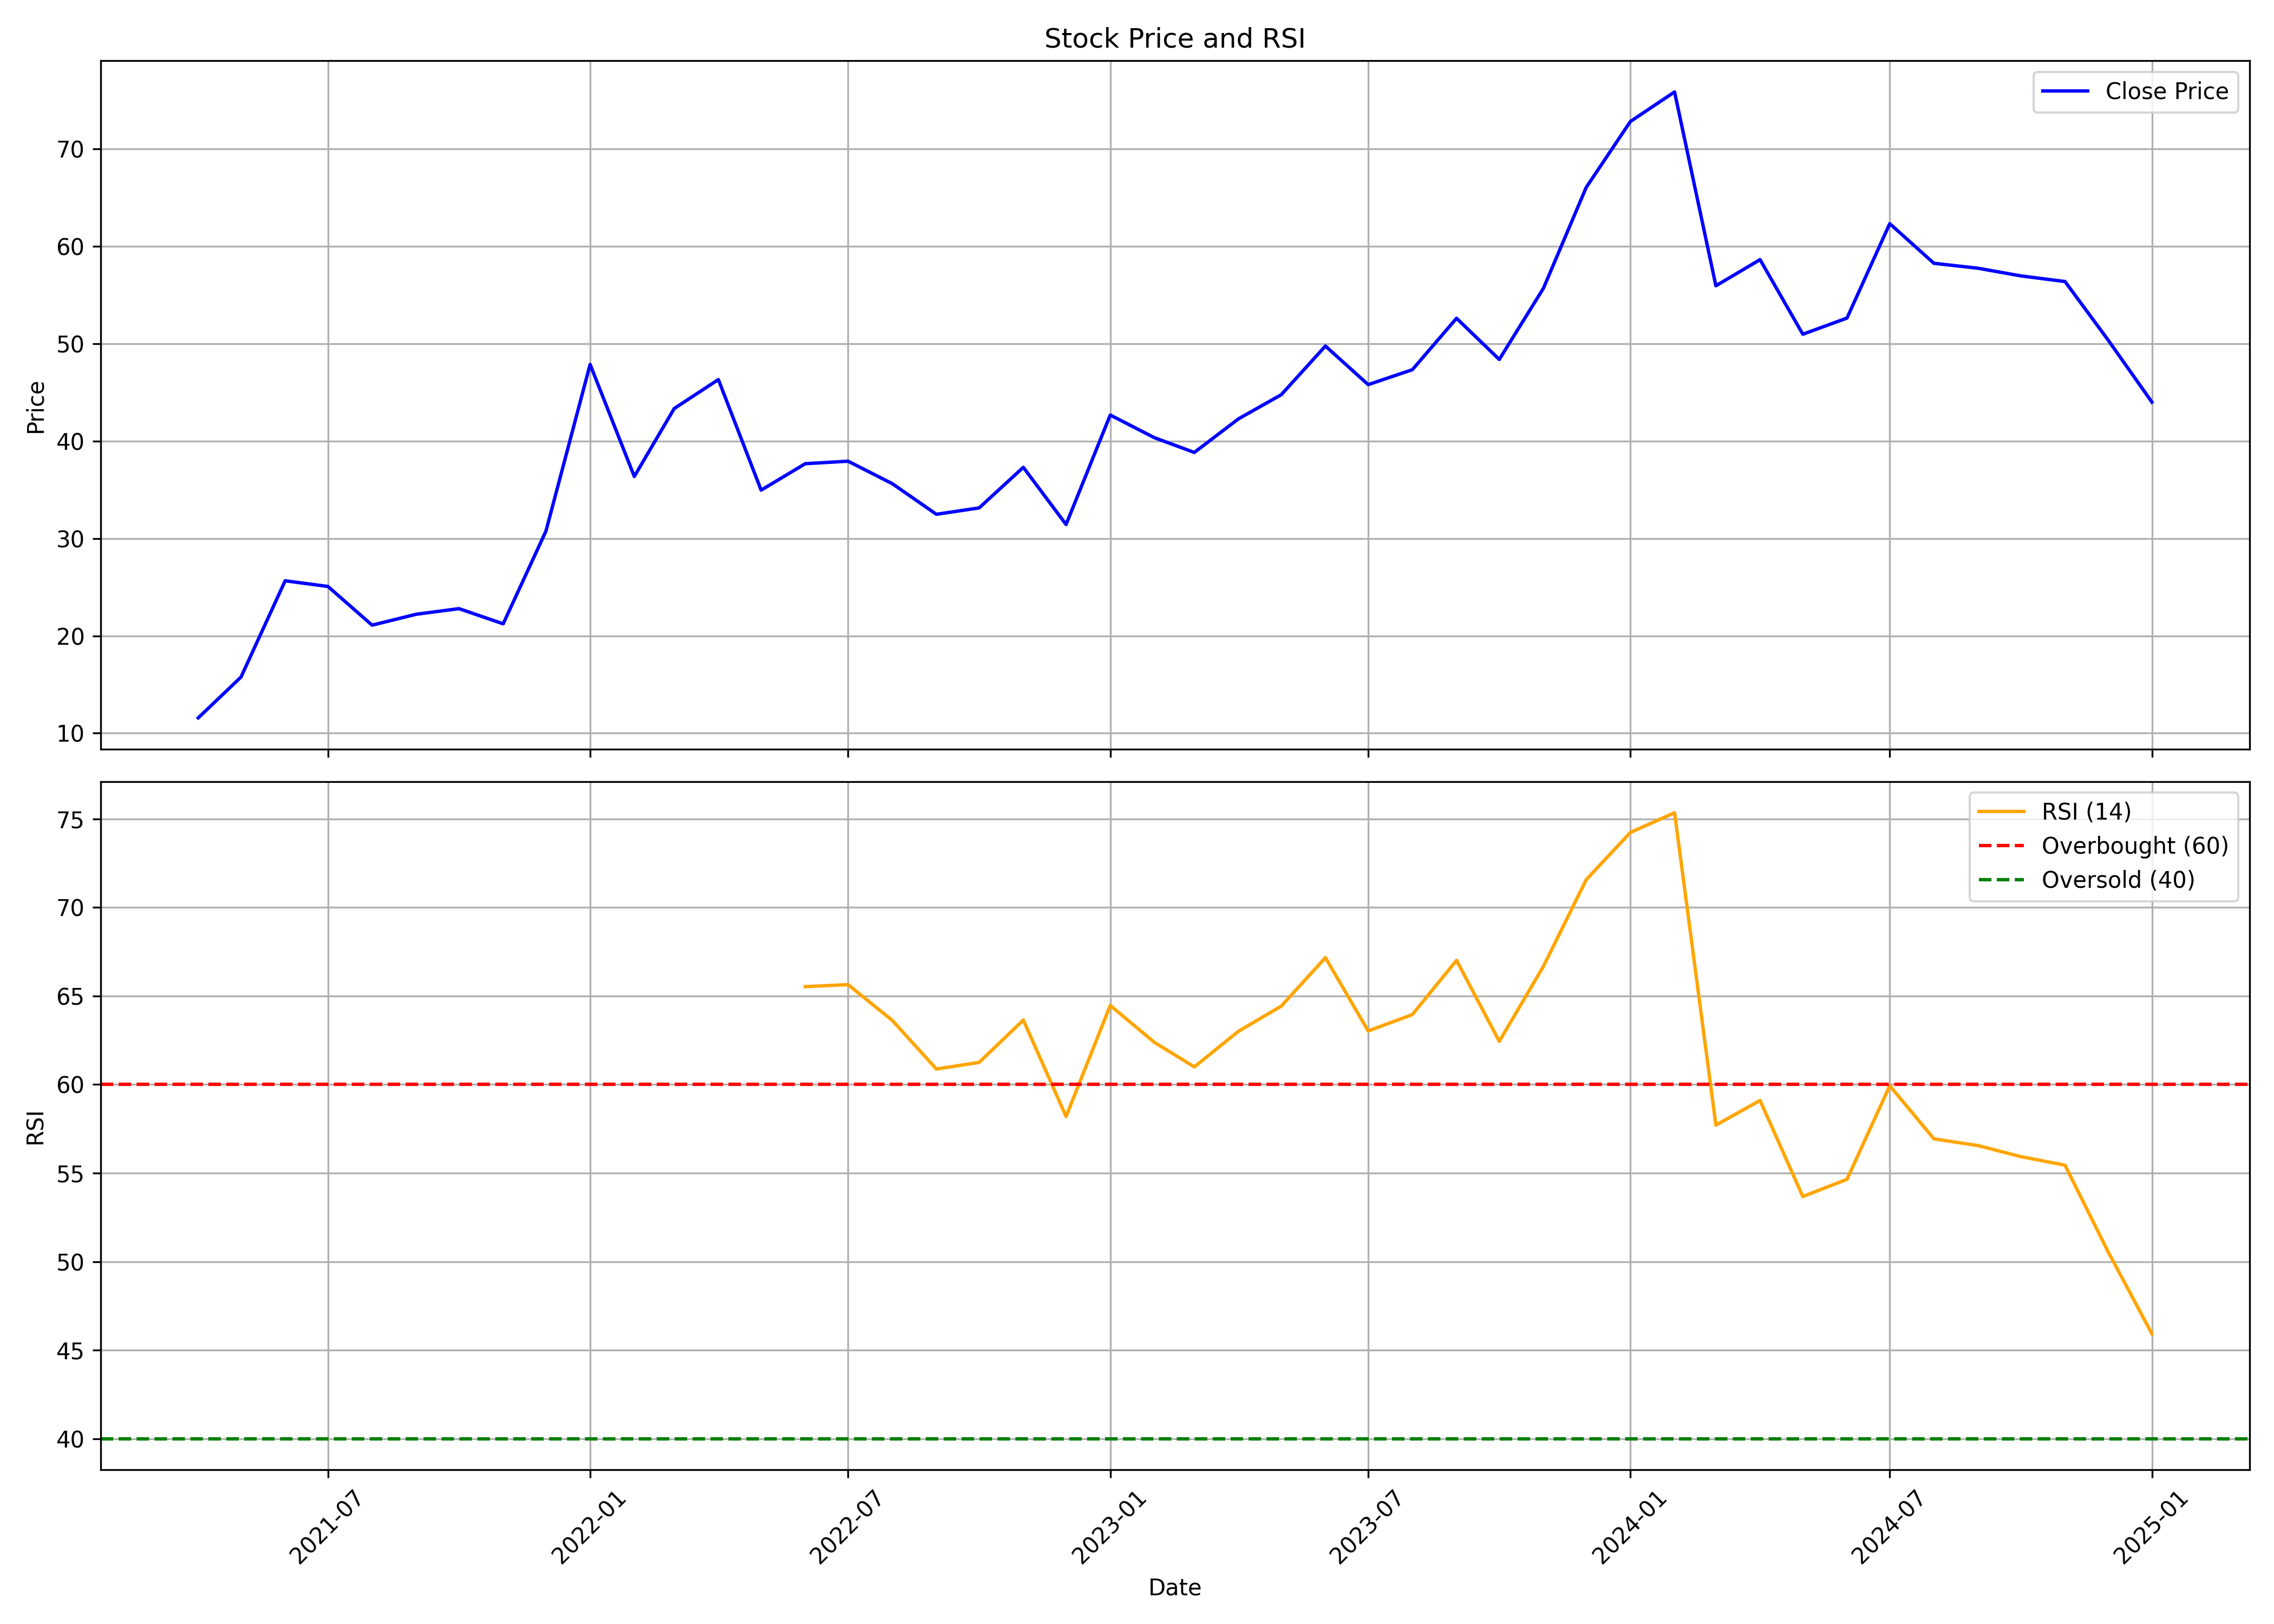 Stock Price and RSI
Close Price
Price
70
60
50
40
30
20
10
RSI (14)
Overbought (60)
Oversold (40)
RSI
75
70
65
60
55
50
45
40
2021-07
2022-01
2022-07
2023-01
2023-07
2024-01
2024-07
2025-01
Date